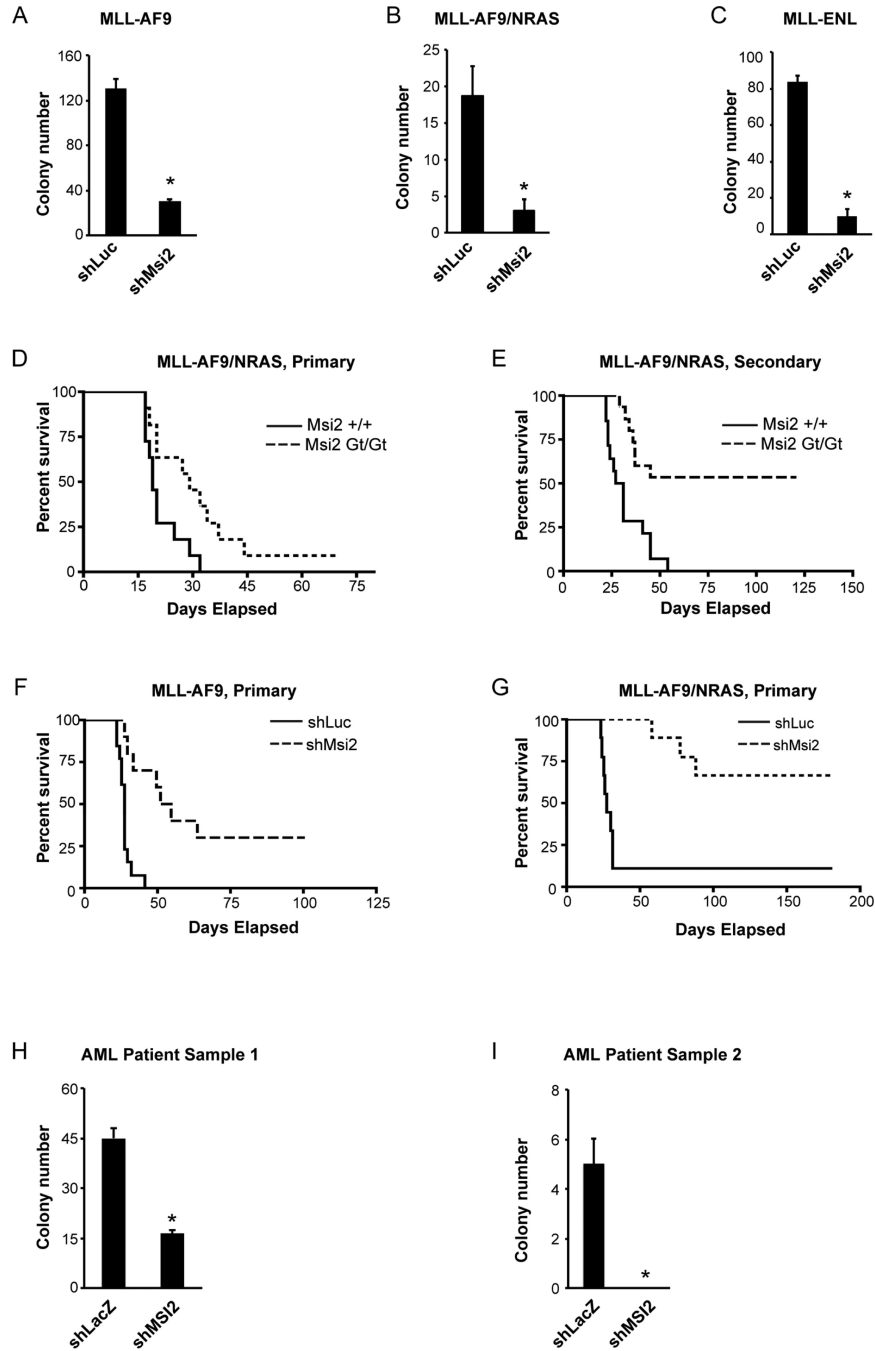 A
MLL-AF9
Colony number
160
120
80
40
0
*
shLuc
shMsi2
B
MLL-AF9/NRAS
Colony number
25
20
15
10
5
0
*
shLuc
shMsi2
C
MLL-ENL
Colony number
100
80
60
40
20
0
*
shLuc
shMsi2
D
MLL-AF9/NRAS, Primary
Percent survival
100
75
50
25
0
Msi2 +/+
Msi2 Gt/Gt
0 15 30 45 60 75
Days Elapsed
E
MLL-AF9/NRAS, Secondary
Percent survival
100
75
50
25
0
Msi2 +/+
Msi2 Gt/Gt
0 25 50 75 100 125 150
Days Elapsed
F
MLL-AF9, Primary
Percent survival
100
75
50
25
0
shLuc
shMsi2
0 25 50 75 100 125
Days Elapsed
G
MLL-AF9/NRAS, Primary
Percent survival
100
75
50
25
0
shLuc
shMsi2
0 50 100 150 200
Days Elapsed
H
AML Patient Sample 1
Colony number
60
45
30
15
0
*
shLacZ
shMSI2
I
AML Patient Sample 2
Colony number
8
6
4
2
0
*
shLacZ
shMSI2